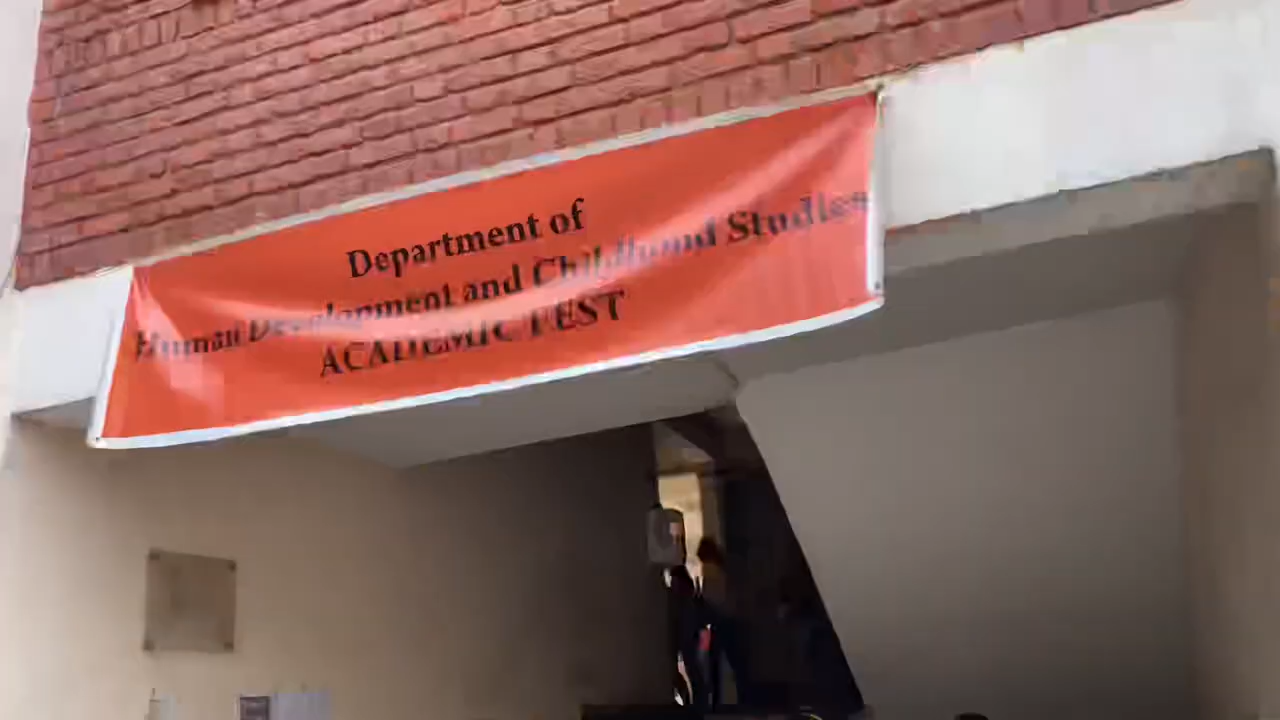 Department of
Human Development and Childhood Studies
ACADEMIC FEST